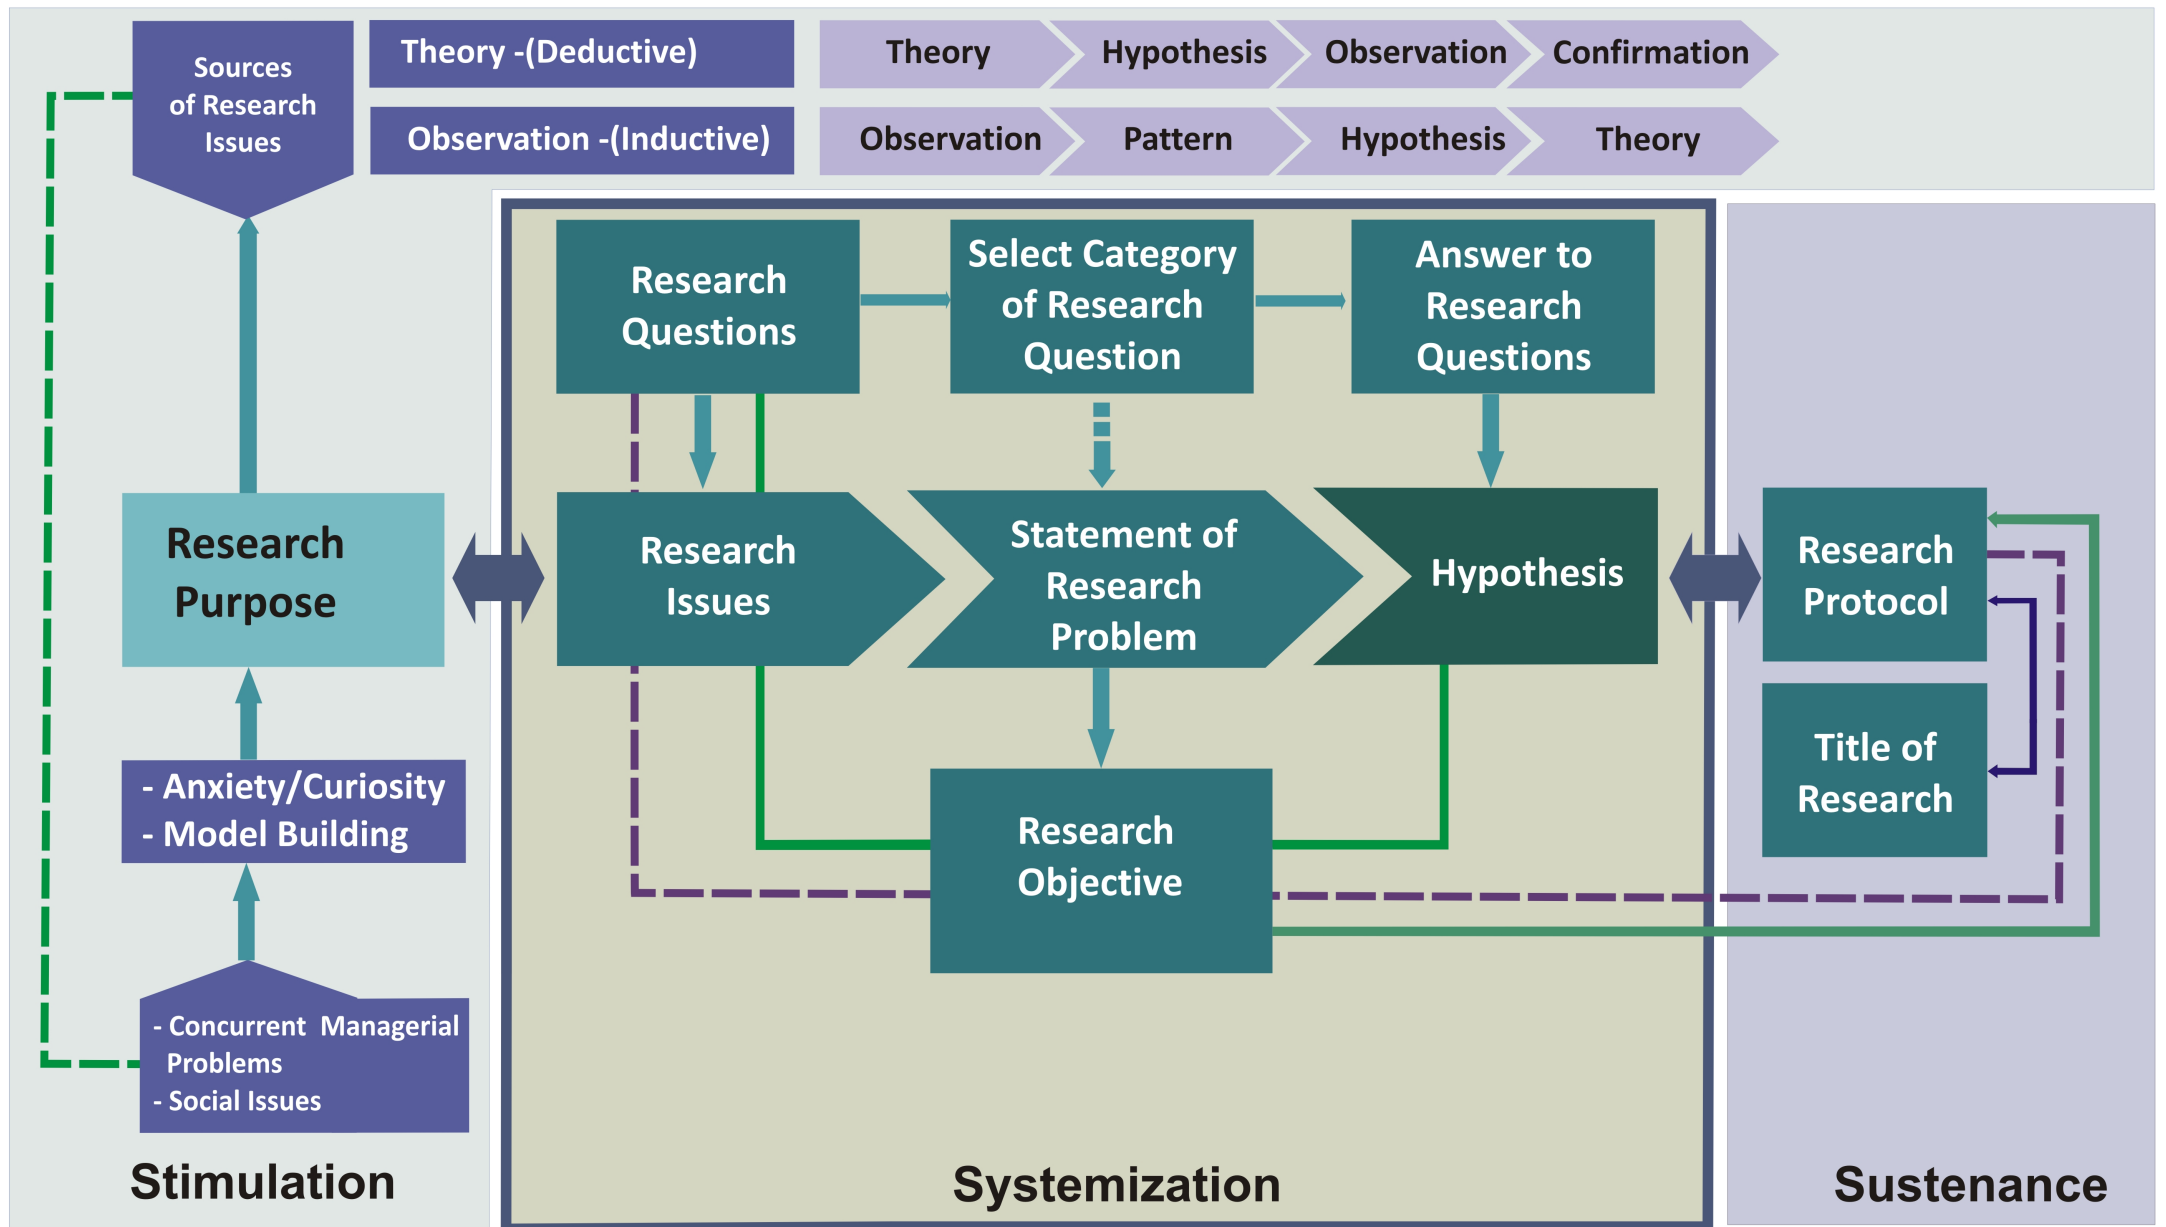 Sources
of Research
Issues
Theory -(Deductive)
Theory
Hypothesis
Observation
Confirmation
Observation -(Inductive)
Observation
Pattern
Hypothesis
Theory
Research
Purpose
- Anxiety/Curiosity
- Model Building
- Concurrent  Managerial
Problems
- Social Issues
Stimulation
Research
Questions
Select Category
of Research
Question
Answer to
Research
Questions
Research
Issues
Statement of
Research
Problem
Hypothesis
Research
Objective
Systemization
Research
Protocol
Title of
Research
Sustenance